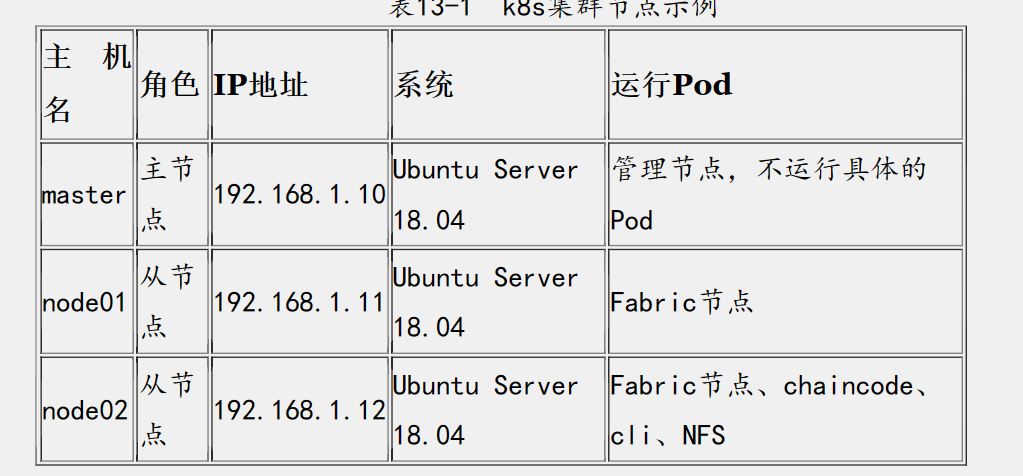 表13-1 k8s集群节点示例
主 机
名
角色
IP地址
系统
运行Pod
master
主节
点
192.168.1.10
Ubuntu Server
18.04
管理节点，不运行具体的
Pod
node01
从节
点
192.168.1.11
Ubuntu Server
18.04
Fabric节点
node02
从节
点
192.168.1.12
Ubuntu Server
18.04
Fabric节点、chaincode、
cli、NFS